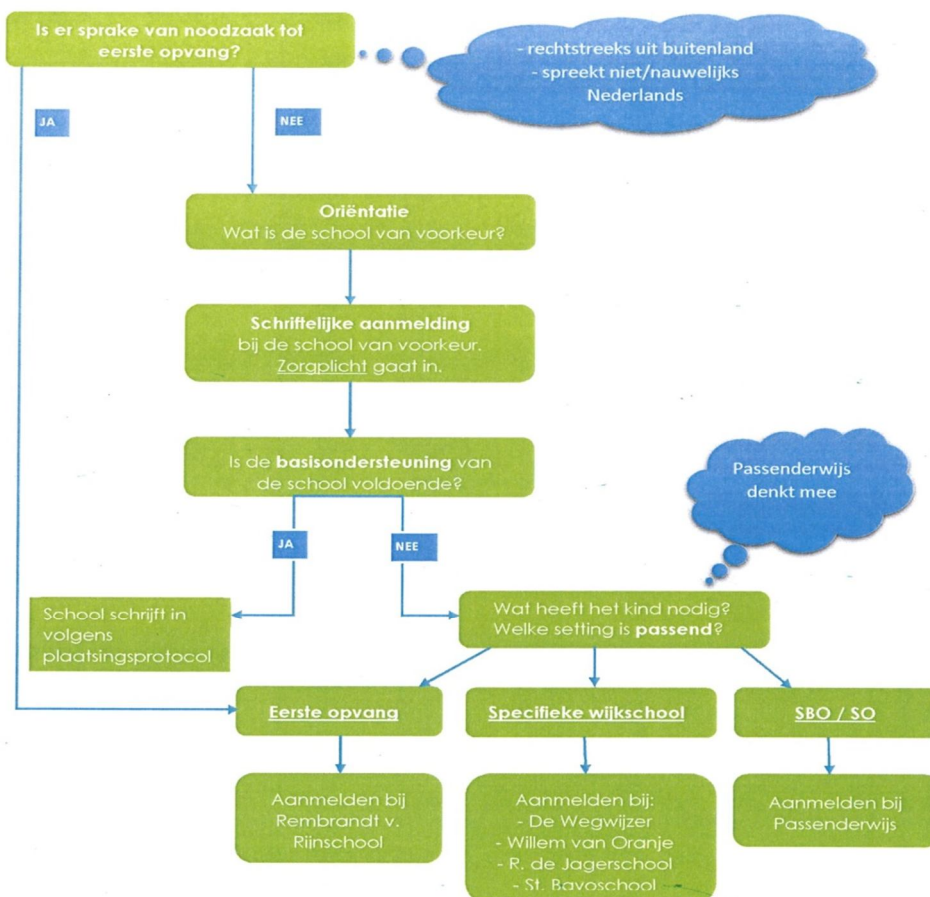 Is er sprake van noodzaak tot
eerste opvang?
- rechtstreeks uit buitenland
- spreekt niet/nauwelijks
Nederlands
JA
NEE
Oriëntatie
Wat is de school van voorkeur?
Schriftelijke aanmelding
bij de school van voorkeur.
Zorgplicht gaat in.
Is de basisondersteuning van
de school voldoende?
Passenderwijs
denkt mee
JA
NEE
School schrijft in
volgens
plaatsingsprotocol
Wat heeft het kind nodig?
Welke setting is passend?
Eerste opvang
Specifieke wijkschool
SBO / SO
Aanmelden bij
Rembrandt v.
Rijnschool
Aanmelden bij:
- De Wegwijzer
- Willem van Oranje
- R. de Jagerschool
- St. Bavoschool
Aanmelden bij
Passenderwijs